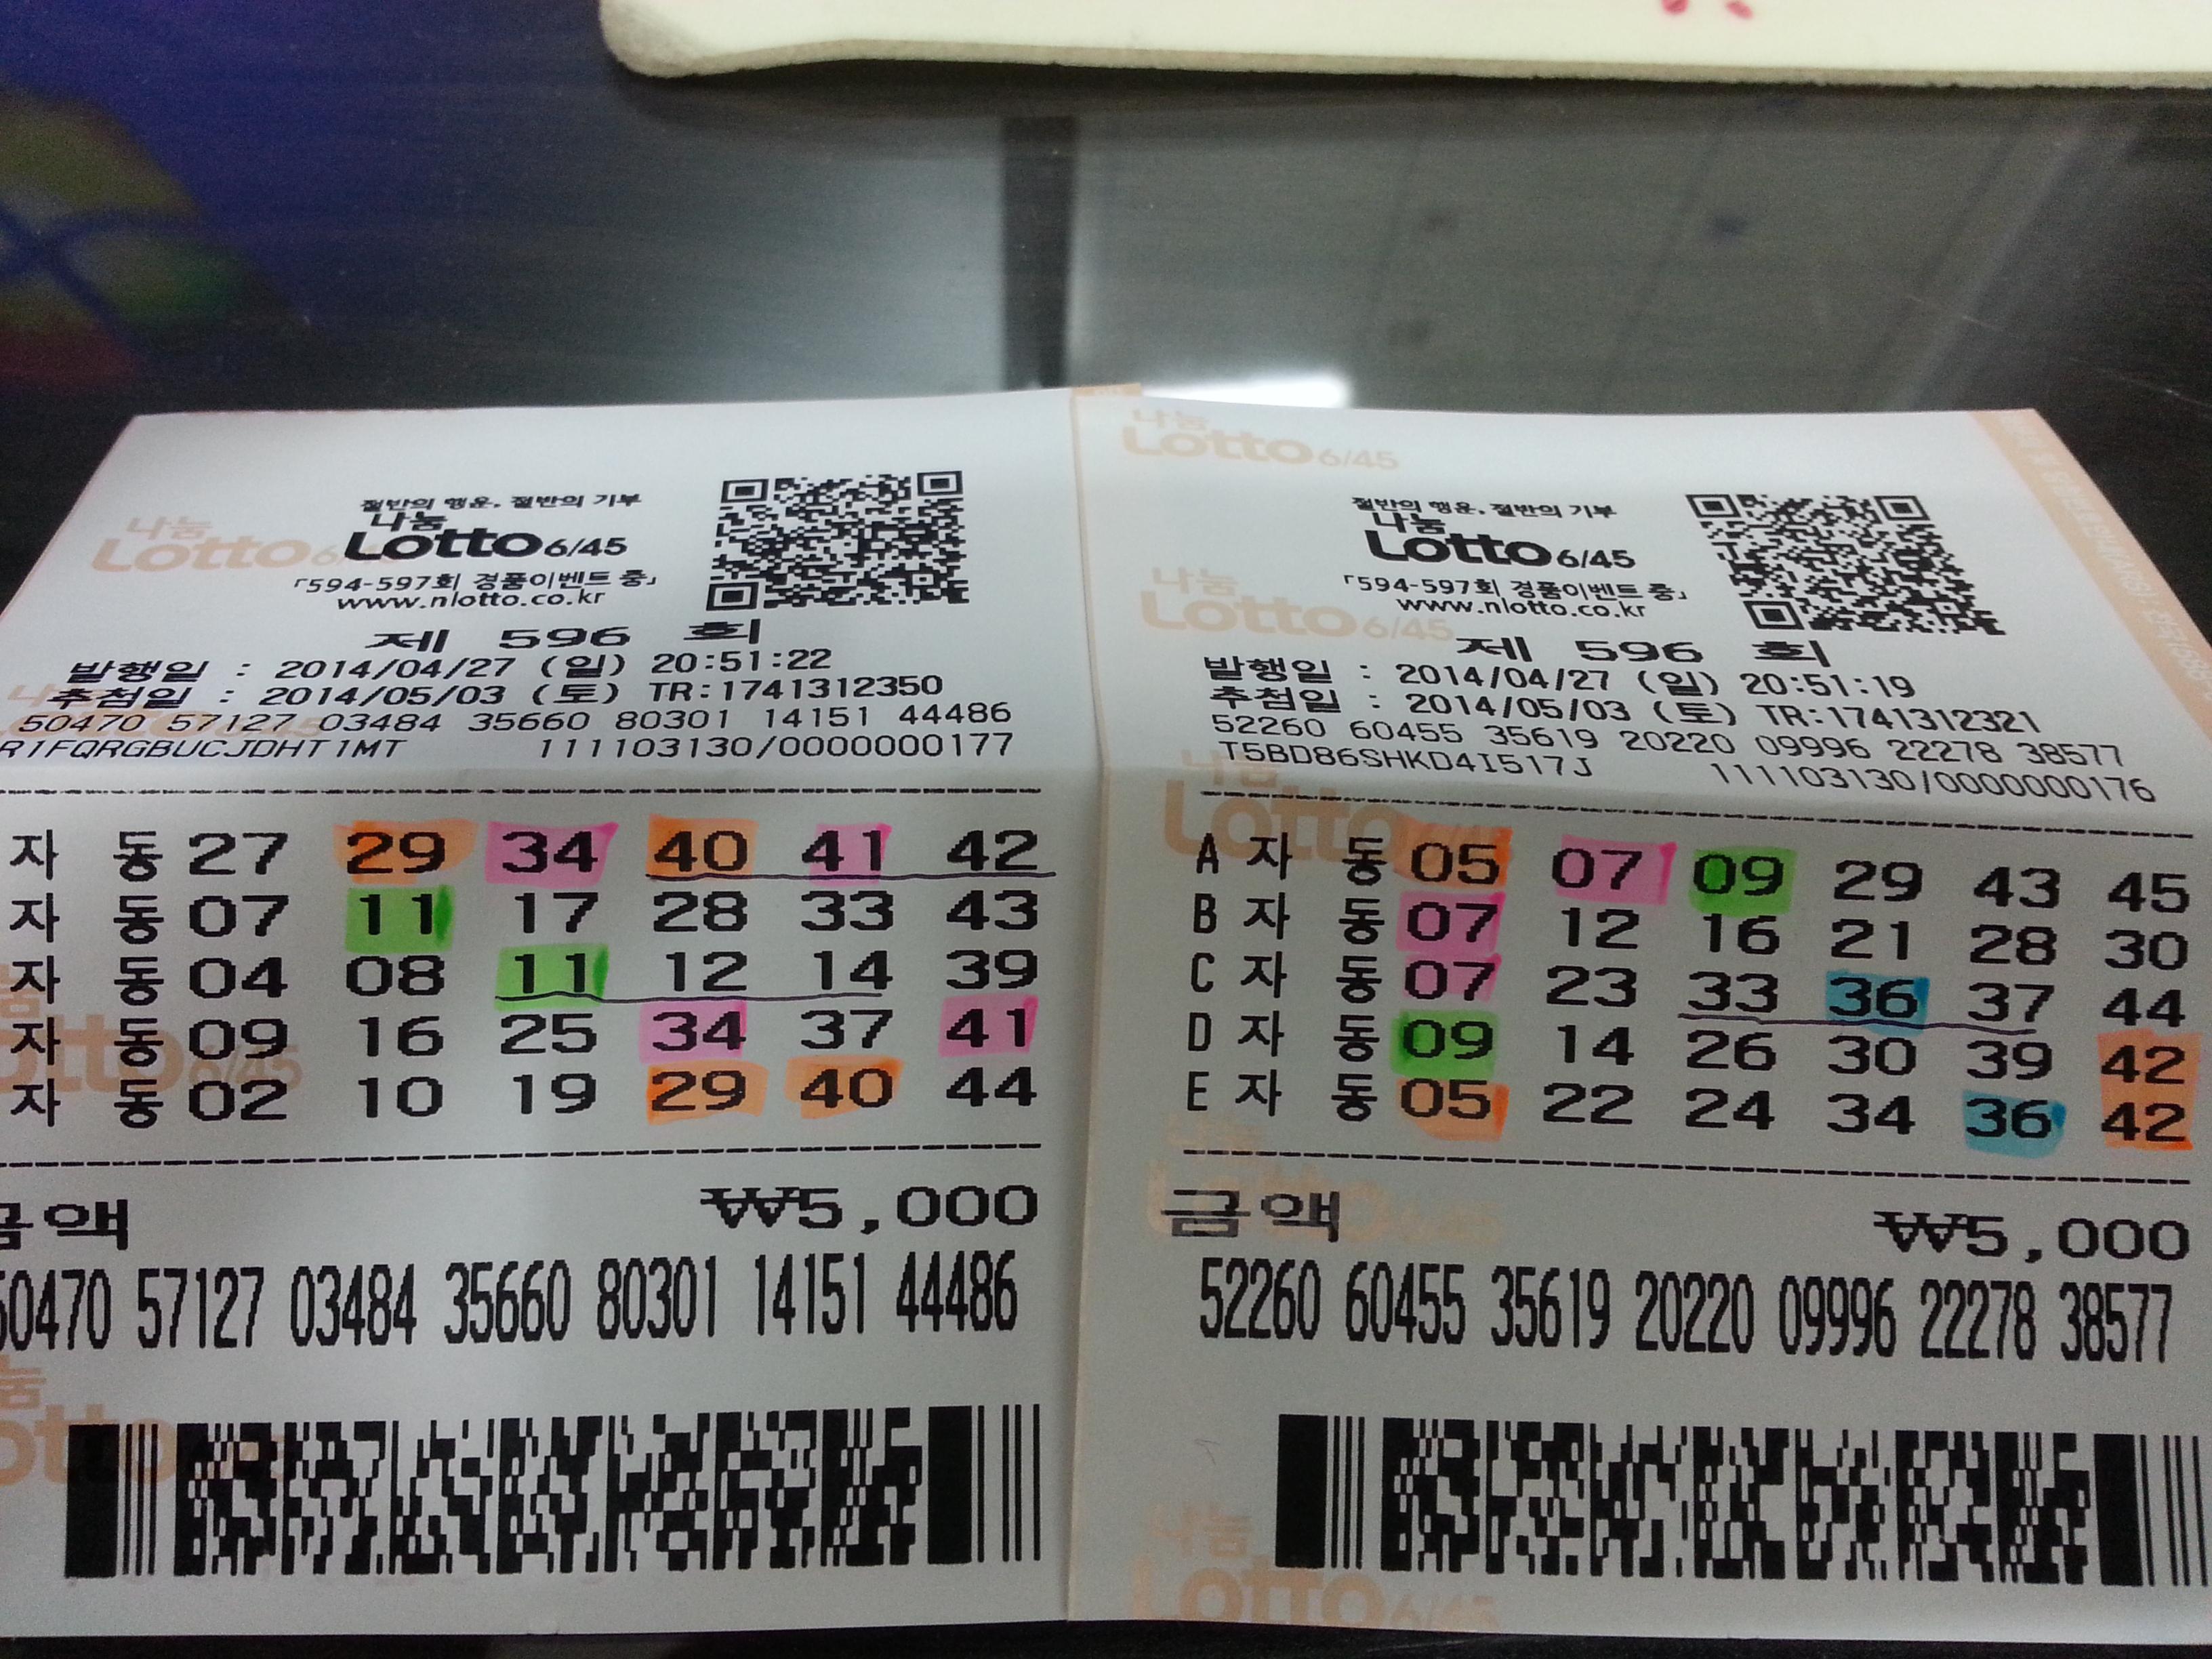 절반의 행운, 절반의 기부
나눔
Lotto 6/45
「594-597회 경품이벤트 중」
www.nlotto.co.kr
제 596 회
발행일 : 2014/04/27 (일) 20:51:22
추첨일 : 2014/05/03 (토) TR:1741312350
50470 57127 03484 35660 80301 14151 44486
R1FQRGBUCJDHT1MT 111103130/0000000177
자 동 27 29 34 40 41 42
자 동 07 11 17 28 33 43
자 동 04 08 11 12 14 39
자 동 09 16 25 34 37 41
자 동 02 10 19 29 40 44
금액 ₩5,000
50470 57127 03484 35660 80301 14151 44486
나눔
Lotto 6/45
절반의 행운, 절반의 기부
나눔
Lotto 6/45
「594-597회 경품이벤트 중」
www.nlotto.co.kr
제 596 회
발행일 : 2014/04/27 (일) 20:51:19
추첨일 : 2014/05/03 (토) TR:1741312321
52260 60455 35619 20220 09996 22278 38577
T5BD86SHKD4I517J 111103130/0000000176
A 자 동 05 07 09 29 43 45
B 자 동 07 12 16 21 28 30
C 자 동 07 23 33 36 37 44
D 자 동 09 14 26 30 39 42
E 자 동 05 22 24 34 36 42
금액 ₩5,000
52260 60455 35619 20220 09996 22278 38577
나눔
Lotto 6/45